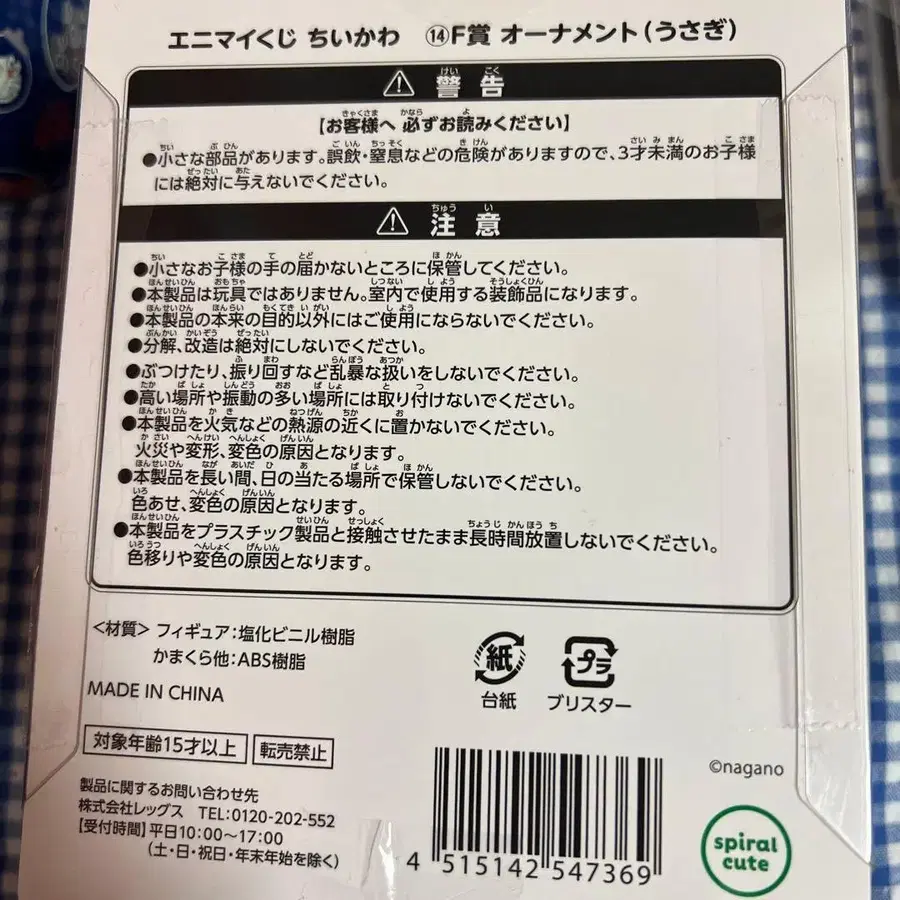 エニマイくじ ちいかわ ⑭F賞 オーナメント(うさぎ)
⚠ 警告
【お客様へ 必ずお読みください】
●小さな部品があります。誤飲・窒息などの危険がありますので、3才未満のお子様
には絶対に与えないでください。
⚠ 注意
●小さなお子様の手の届かないところに保管してください。
●本製品は玩具ではありません。室内で使用する装飾品になります。
●本製品の本来の目的以外にはご使用にならないでください。
●分解、改造は絶対にしないでください。
●ぶつけたり、振り回すなど乱暴な扱いをしないでください。
●高い場所や振動の多い場所には取り付けないでください。
●本製品を火気などの熱源の近くに置かないでください。
火災や変形、変色の原因となります。
●本製品を長い間、日の当たる場所で保管しないでください。
色あせ、変色の原因となります。
●本製品をプラスチック製品と接触させたまま長時間放置しないでください。
色移りや変色の原因となります。
<材質> フィギュア:塩化ビニル樹脂
かまくら他:ABS樹脂
MADE IN CHINA
紙
台紙
プラ
ブリスター
対象年齢15才以上 転売禁止
製品に関するお問い合わせ先
株式会社レッグス TEL:0120-202-552
【受付時間】平日10:00〜17:00
(土・日・祝日・年末年始を除く)
4 515142 547369
©nagano
spiral
cute